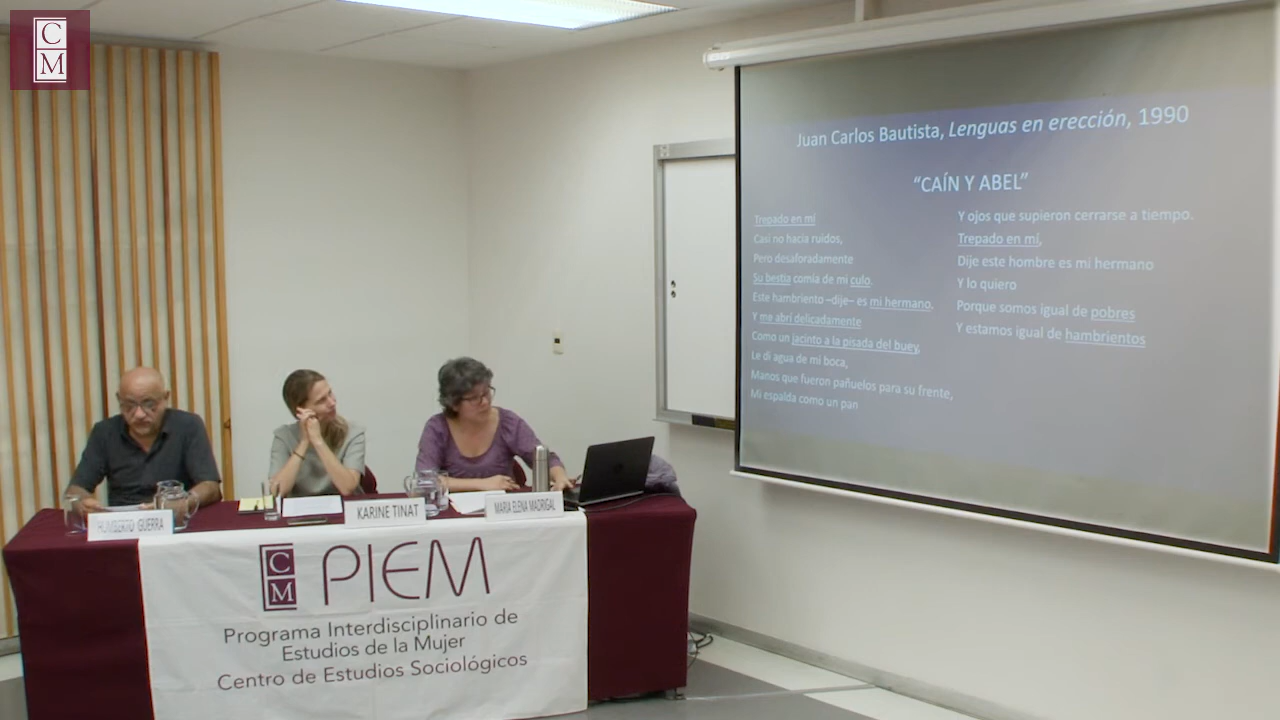 C
M
Juan Carlos Bautista, Lenguas en erección, 1990
“CAÍN Y ABEL”
Trepado en mí
Casi no hacía ruidos,
Pero desaforadamente
Su bestia comía de mi culo.
Este hambriento –dije– es mi hermano.
Y me abrí delicadamente
Como un jacinto a la pisada del buey,
Le di agua de mi boca,
Manos que fueron pañuelos para su frente,
Mi espalda como un pan
Y ojos que supieron cerrarse a tiempo.
Trepado en mí,
Dije este hombre es mi hermano
Y lo quiero
Porque somos igual de pobres
Y estamos igual de hambrientos
HUMBERTO GUERRA
KARINE TINAT
MARIA ELENA MADRIGAL
C
M
PIEM
Programa Interdisciplinario de
Estudios de la Mujer
Centro de Estudios Sociológicos